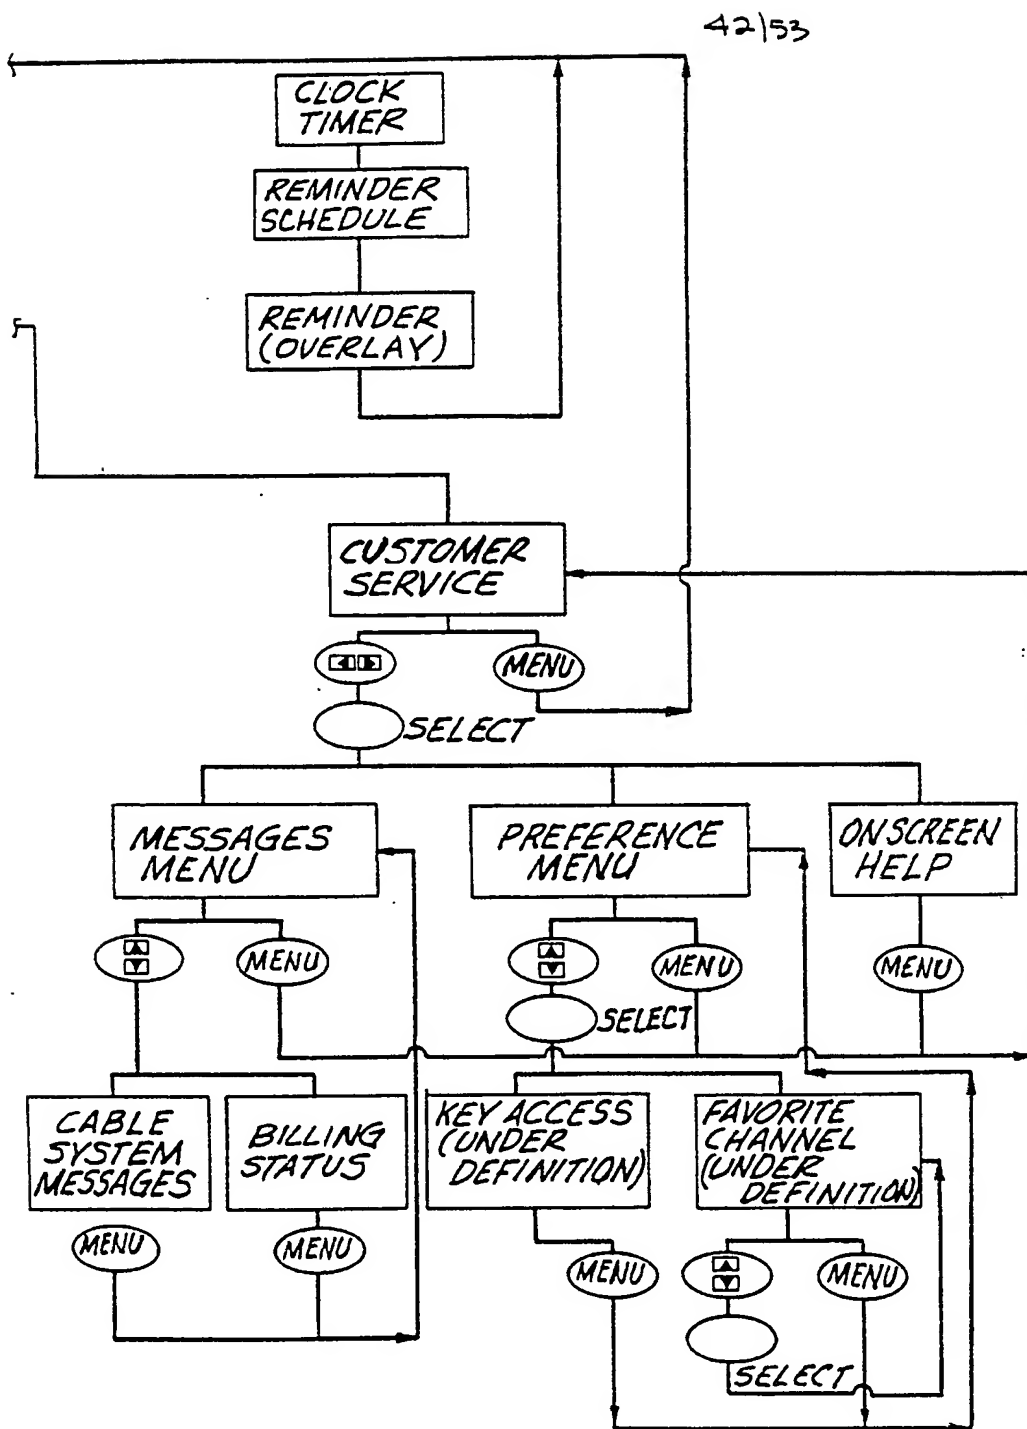 42/53
CLOCK
TIMER
REMINDER
SCHEDULE
REMINDER
(OVERLAY)
CUSTOMER
SERVICE
MENU
SELECT
MESSAGES
MENU
PREFERENCE
MENU
ON SCREEN
HELP
MENU
MENU
MENU
SELECT
CABLE
SYSTEM
MESSAGES
BILLING
STATUS
KEY ACCESS
(UNDER
DEFINITION)
FAVORITE
CHANNEL
(UNDER
DEFINITION)
MENU
MENU
MENU
MENU
SELECT